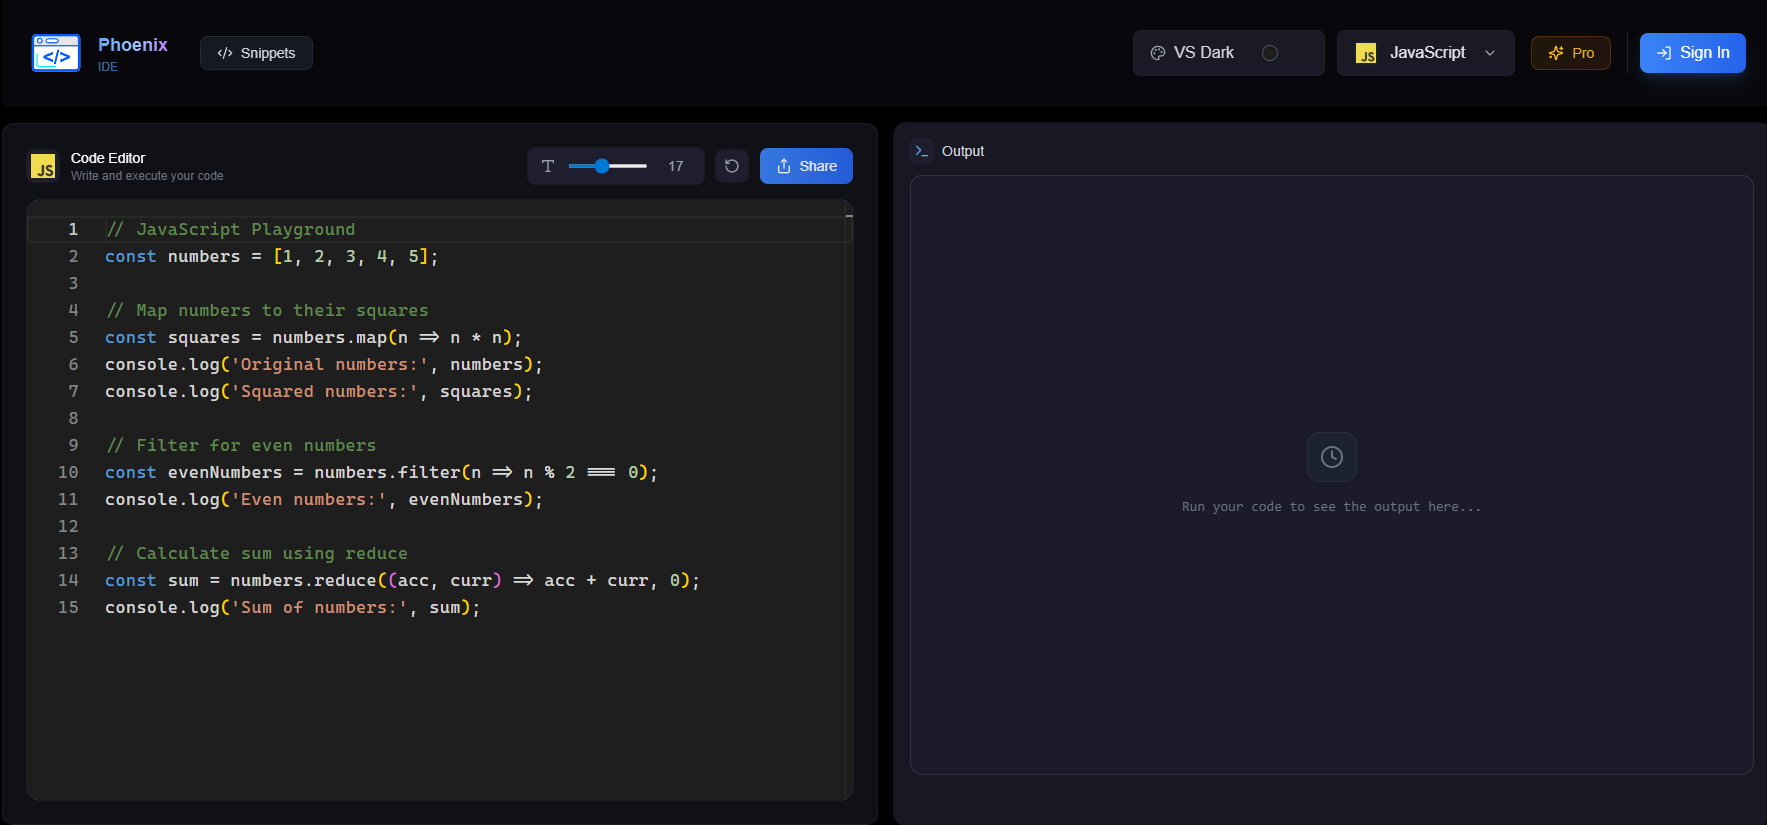 Phoenix
IDE
</> Snippets
VS Dark
JS JavaScript
Pro
Sign In
JS
Code Editor
Write and execute your code
T
17
Share
Output
1 // JavaScript Playground
2 const numbers = [1, 2, 3, 4, 5];
3
4 // Map numbers to their squares
5 const squares = numbers.map(n => n * n);
6 console.log('Original numbers:', numbers);
7 console.log('Squared numbers:', squares);
8
9 // Filter for even numbers
10 const evenNumbers = numbers.filter(n => n % 2 === 0);
11 console.log('Even numbers:', evenNumbers);
12
13 // Calculate sum using reduce
14 const sum = numbers.reduce((acc, curr) => acc + curr, 0);
15 console.log('Sum of numbers:', sum);
Run your code to see the output here...